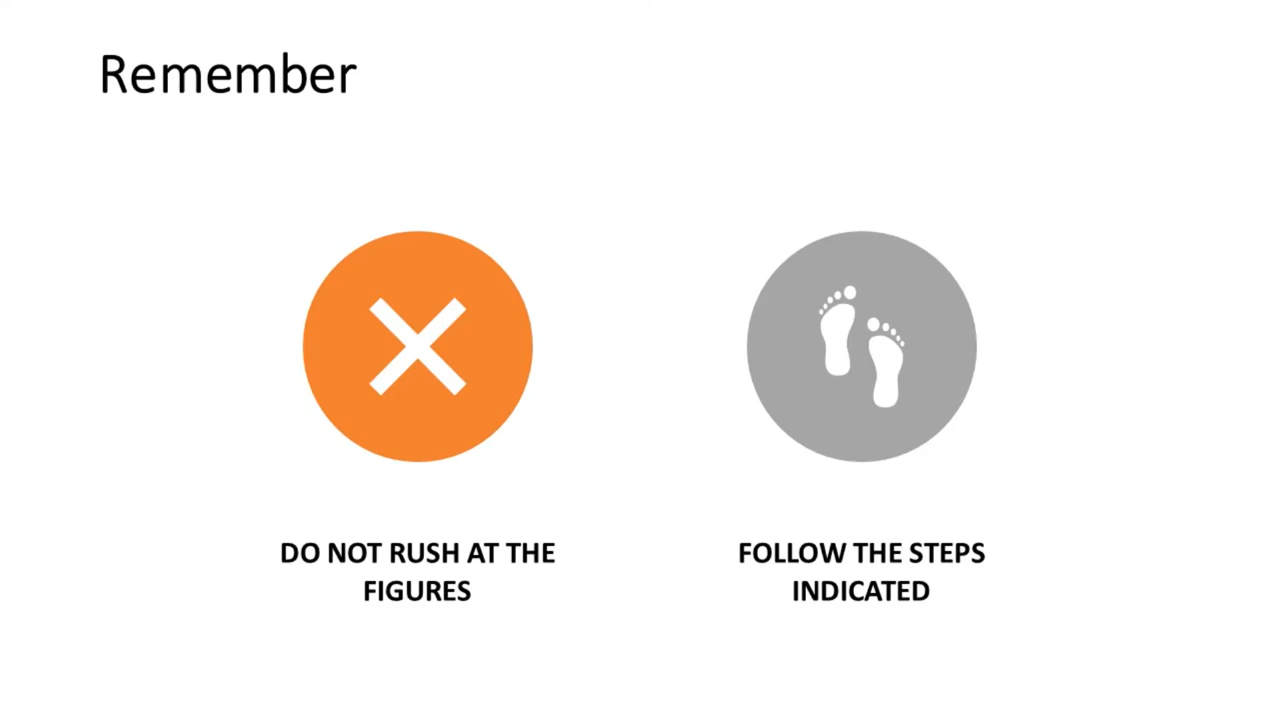 Remember
DO NOT RUSH AT THE
FIGURES
FOLLOW THE STEPS
INDICATED